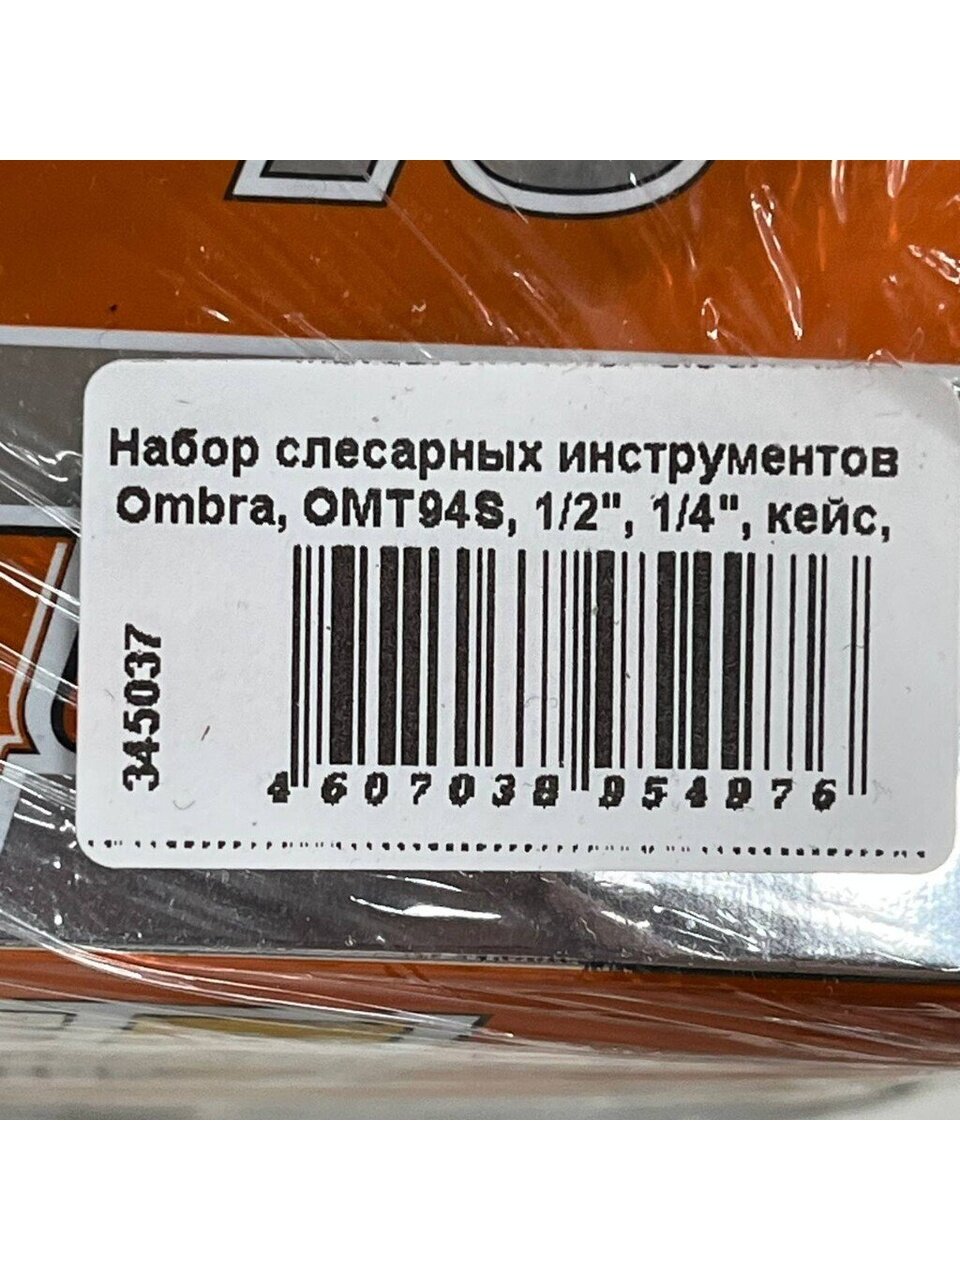 Набор слесарных инструментов
Ombra, OMT94S, 1/2", 1/4", кейс,
345037
4 607038 954976